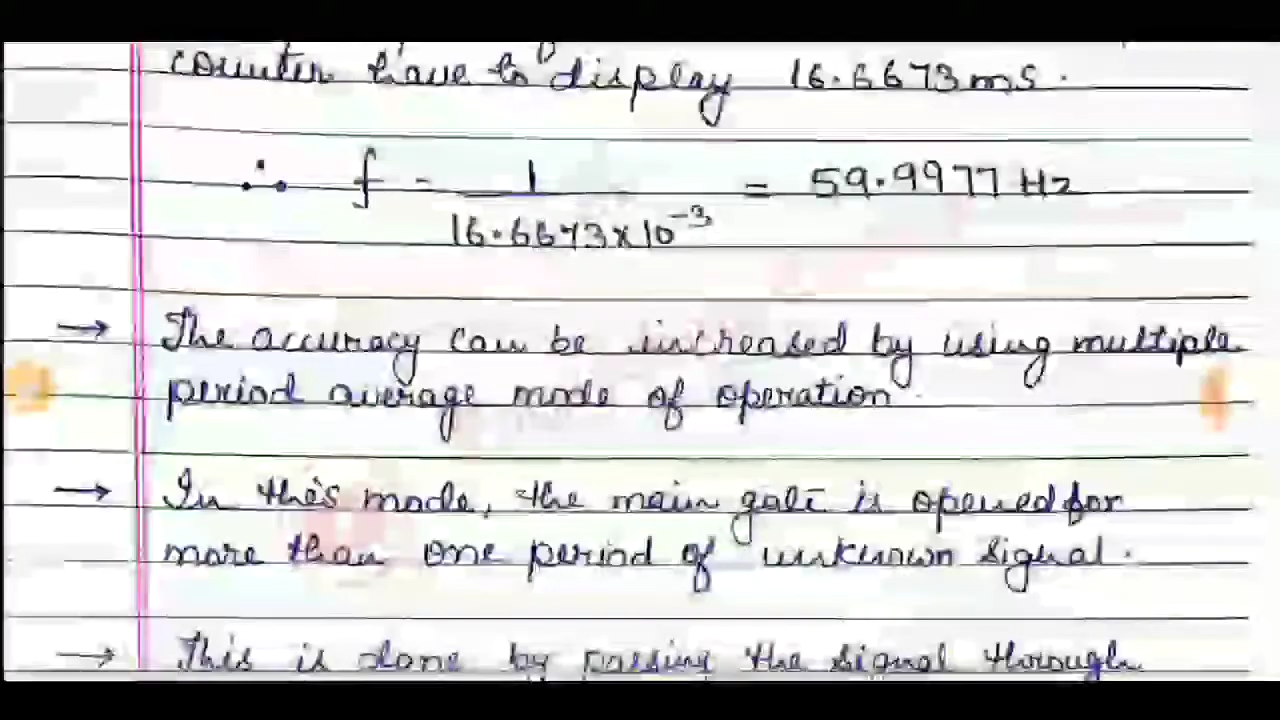 counter have to display 16.6673 ms.
∴ f = 1 / 16.6673×10⁻³ = 59.9977 Hz
→ The accuracy can be increased by using multiple
period average mode of operation.
→ In this mode, the main gate is opened for
more than one period of unknown signal.
→ This is done by passing the signal through